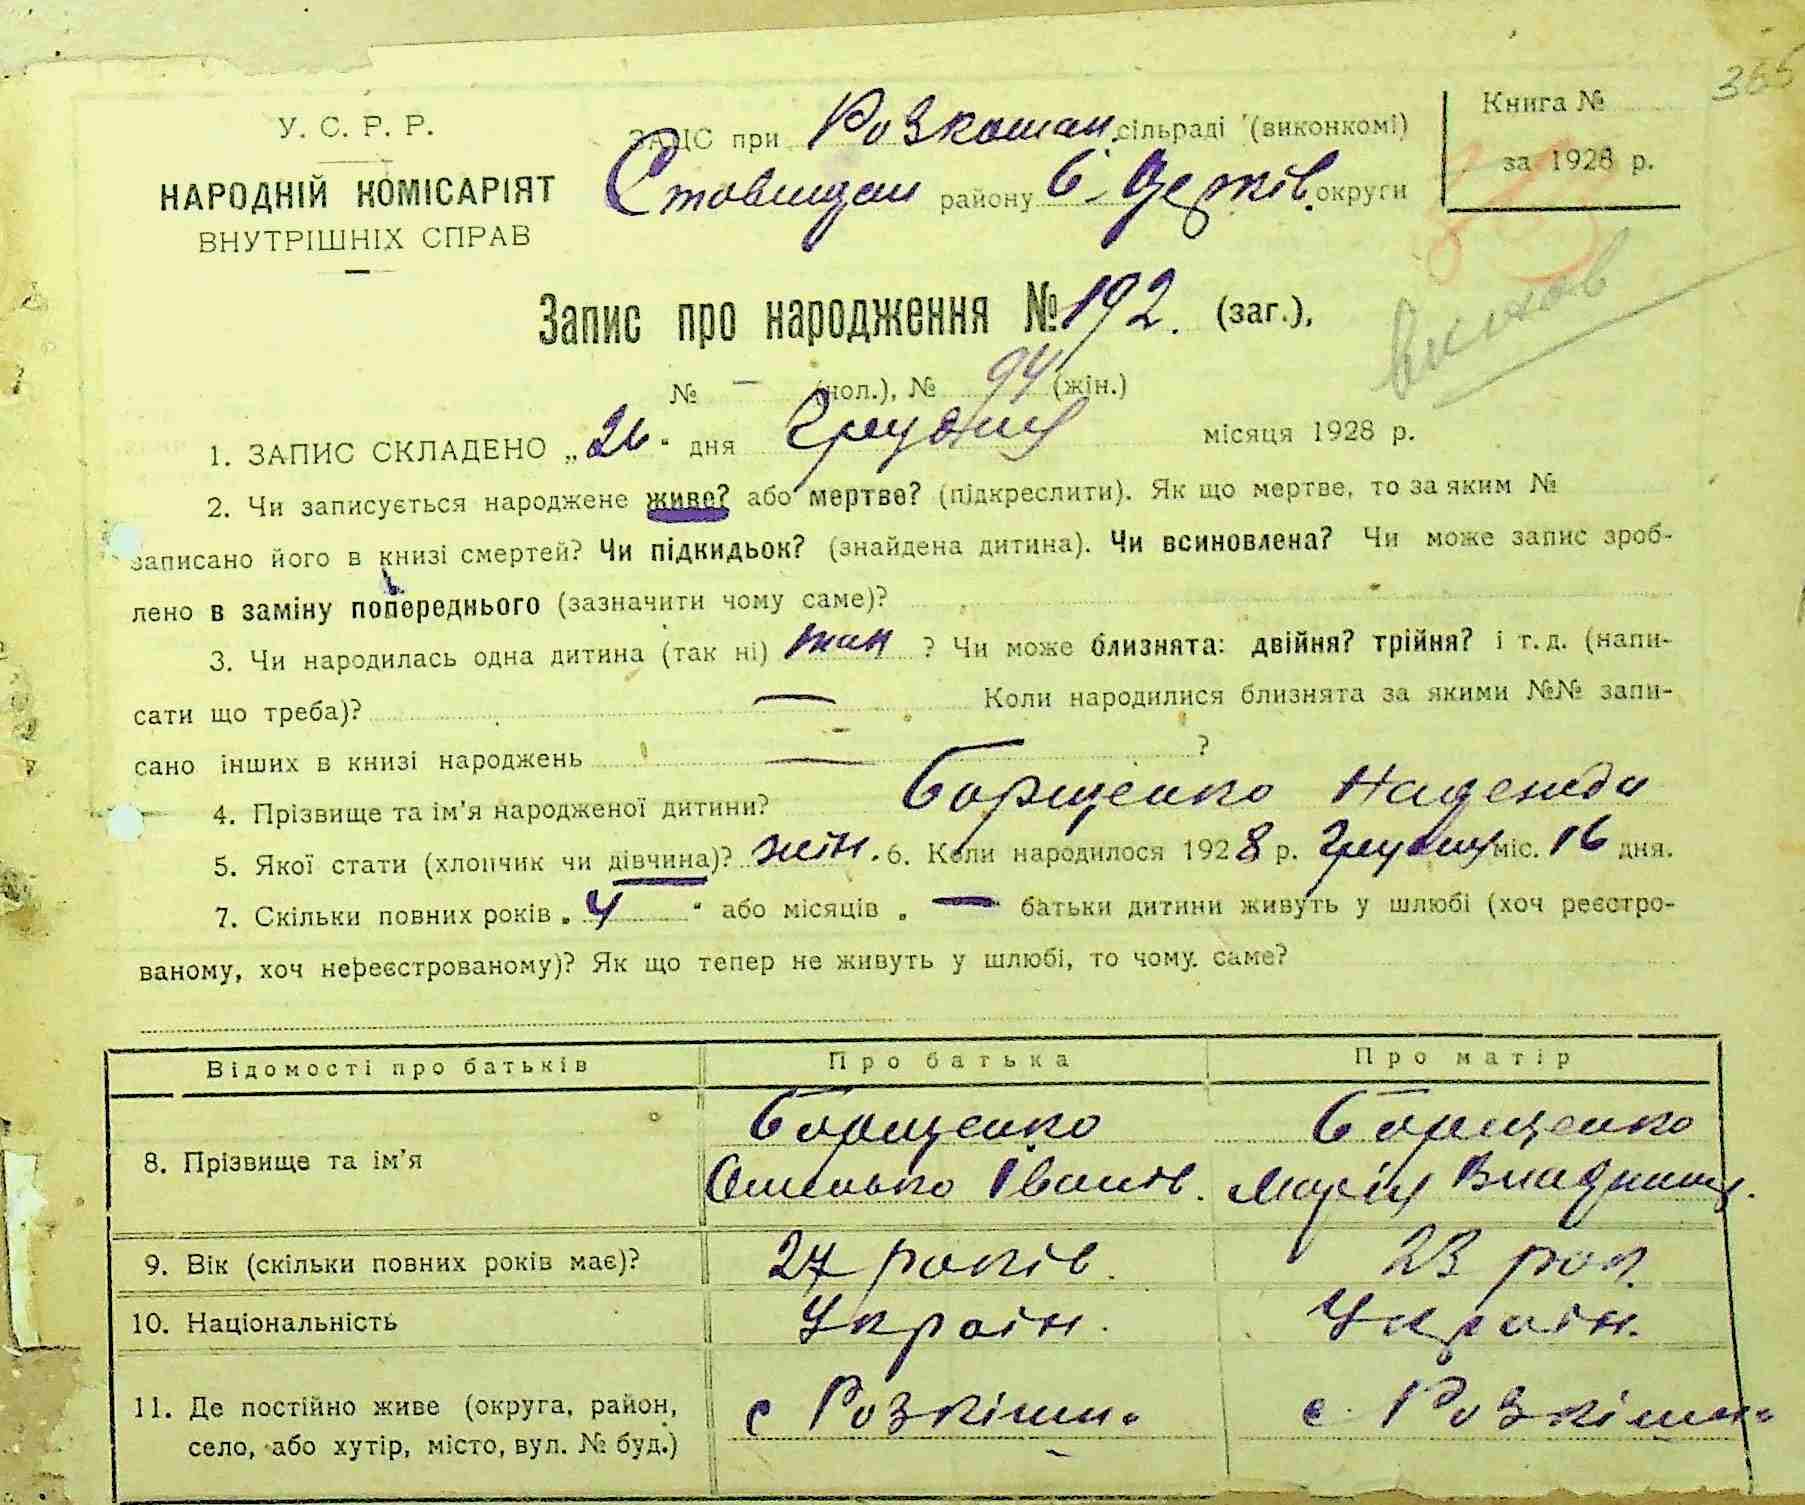 365
У. С. Р. Р.
НАРОДНІЙ КОМІСАРІЯТ
ВНУТРІШНІХ СПРАВ
ЗАЦС при Розкошан. сільраді (виконкомі)
району Б Церків. округи
Книга №
за 1928 р.
Запис про народження № 192. (заг.),
№ — (чол.), № 94 (жін.)
1. ЗАПИС СКЛАДЕНО „26" дня Грудня місяця 1928 р.
2. Чи записується народжене живе? або мертве? (підкреслити). Як що мертве, то за яким №
записано його в книзі смертей? Чи підкидьок? (знайдена дитина). Чи всиновлена? Чи може запис зроб-
лено в заміну попереднього (зазначити чому саме)?
3. Чи народилась одна дитина (так ні) так ? Чи може близнята: двійня? трійня? і т. д. (напи-
сати що треба)? — Коли народилися близнята за якими №№ запи-
сано інших в книзі народжень — ?
4. Прізвище та ім'я народженої дитини? Борщенко Надежда
5. Якої стати (хлопчик чи дівчина)? жін. 6. Коли народилося 1928 р. Грудня міс. 16 дня.
7. Скільки повних років „ 4 " або місяців „ — батьки дитини живуть у шлюбі (хоч реєстро-
ваному, хоч нереєстрованому)? Як що тепер не живуть у шлюбі, то чому саме?
Відомості про батьків Про батька Про матір
8. Прізвище та ім'я Борщенко Борщенко
Омелько Іванів. Марія
9. Вік (скільки повних років має)? 27 років. 23 рок.
10. Національність Україн. Україн.
11. Де постійно живе (округа, район, с Розкішн. с. Розкішн.
село, або хутір, місто, вул. № буд.)